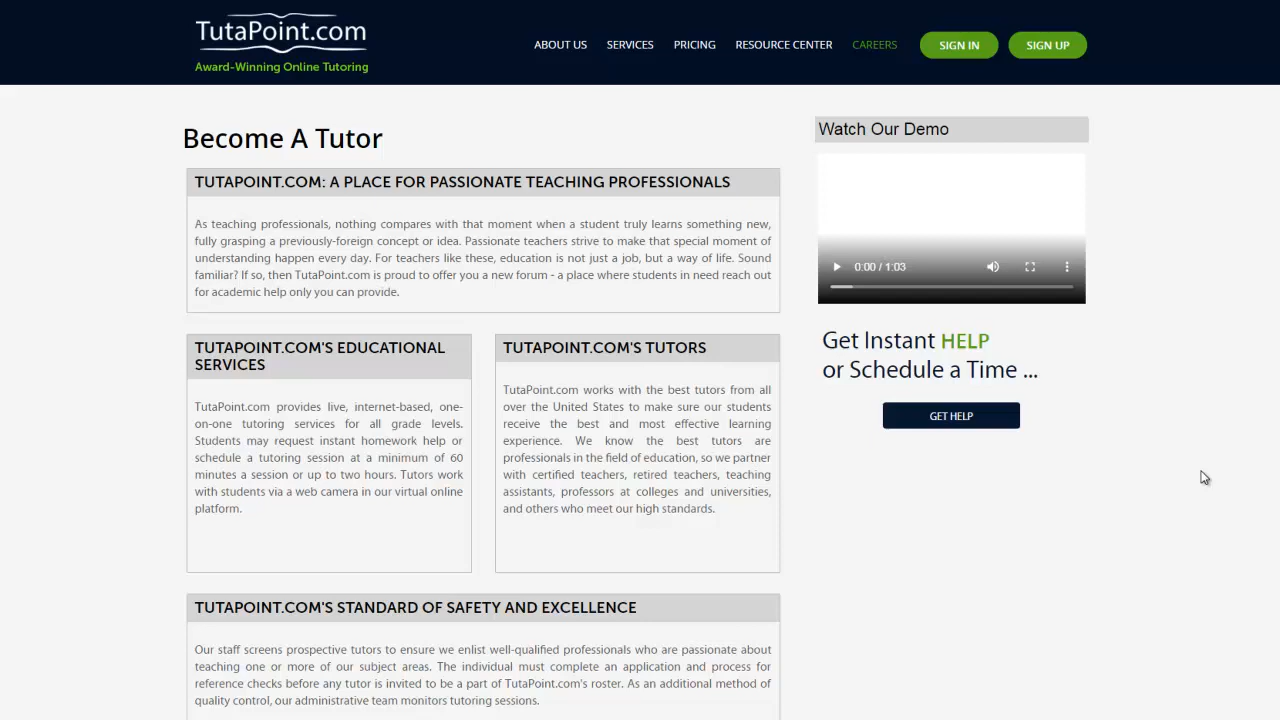 TutaPoint.com
Award-Winning Online Tutoring
ABOUT US SERVICES PRICING RESOURCE CENTER CAREERS SIGN IN SIGN UP
Become A Tutor
TUTAPOINT.COM: A PLACE FOR PASSIONATE TEACHING PROFESSIONALS
As teaching professionals, nothing compares with that moment when a student truly learns something new,
fully grasping a previously-foreign concept or idea. Passionate teachers strive to make that special moment of
understanding happen every day. For teachers like these, education is not just a job, but a way of life. Sound
familiar? If so, then TutaPoint.com is proud to offer you a new forum - a place where students in need reach out
for academic help only you can provide.
TUTAPOINT.COM'S EDUCATIONAL
SERVICES
TutaPoint.com provides live, internet-based, one-
on-one tutoring services for all grade levels.
Students may request instant homework help or
schedule a tutoring session at a minimum of 60
minutes a session or up to two hours. Tutors work
with students via a web camera in our virtual online
platform.
TUTAPOINT.COM'S TUTORS
TutaPoint.com works with the best tutors from all
over the United States to make sure our students
receive the best and most effective learning
experience. We know the best tutors are
professionals in the field of education, so we partner
with certified teachers, retired teachers, teaching
assistants, professors at colleges and universities,
and others who meet our high standards.
TUTAPOINT.COM'S STANDARD OF SAFETY AND EXCELLENCE
Our staff screens prospective tutors to ensure we enlist well-qualified professionals who are passionate about
teaching one or more of our subject areas. The individual must complete an application and process for
reference checks before any tutor is invited to be a part of TutaPoint.com's roster. As an additional method of
quality control, our administrative team monitors tutoring sessions.
Watch Our Demo
0:00 / 1:03
Get Instant HELP
or Schedule a Time ...
GET HELP